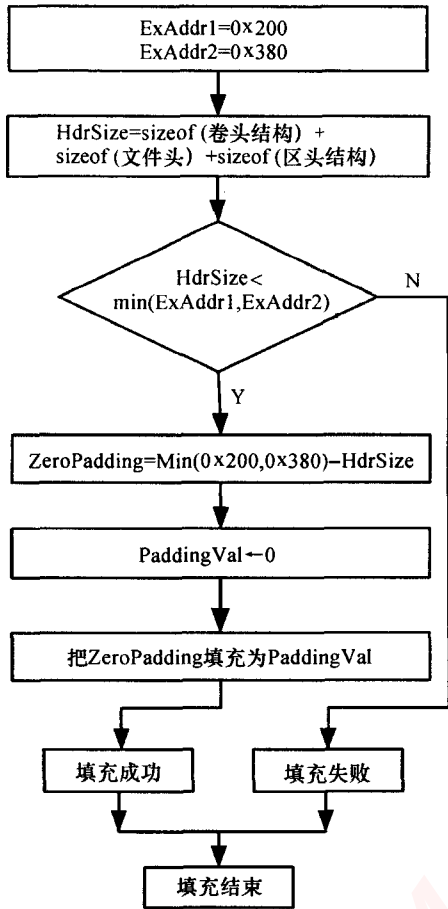 ExAddr1=0×200
ExAddr2=0×380
HdrSize=sizeof(卷头结构) +
sizeof(文件头) +sizeof(区头结构)
HdrSize<
min(ExAddr1,ExAddr2)
N
Y
ZeroPadding=Min(0×200,0×380)−HdrSize
PaddingVal←0
把ZeroPadding填充为PaddingVal
填充成功
填充失败
填充结束